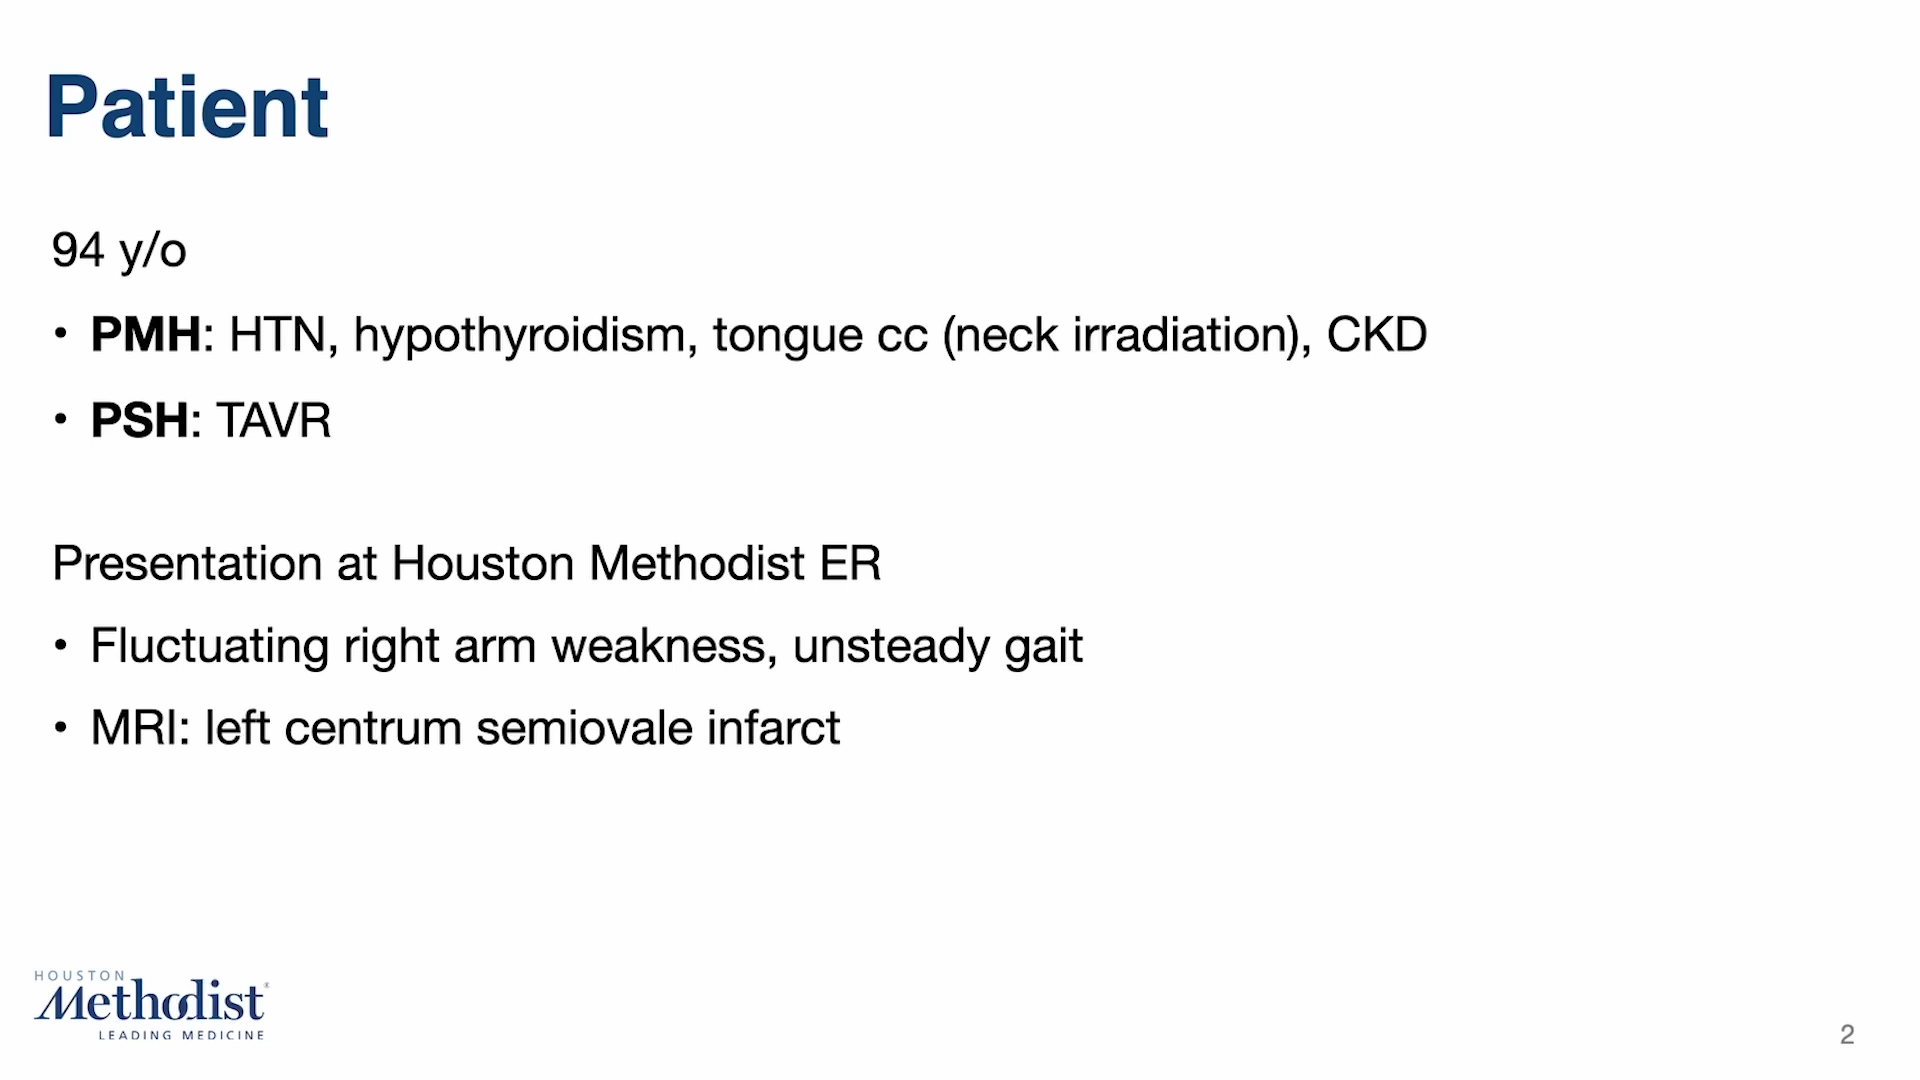 Patient
94 y/o
• PMH: HTN, hypothyroidism, tongue cc (neck irradiation), CKD
• PSH: TAVR
Presentation at Houston Methodist ER
• Fluctuating right arm weakness, unsteady gait
• MRI: left centrum semiovale infarct
HOUSTON
Methodist®
LEADING MEDICINE
2